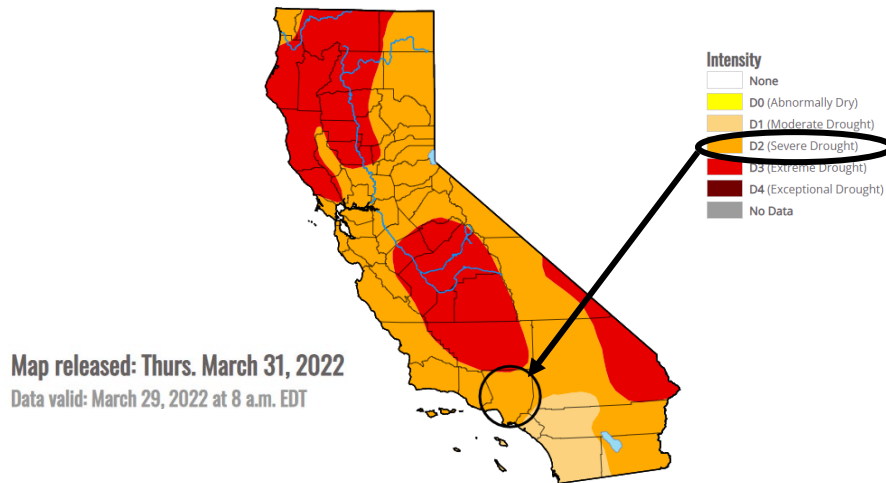 Intensity
None
D0 (Abnormally Dry)
D1 (Moderate Drought)
D2 (Severe Drought)
D3 (Extreme Drought)
D4 (Exceptional Drought)
No Data
Map released: Thurs. March 31, 2022
Data valid: March 29, 2022 at 8 a.m. EDT